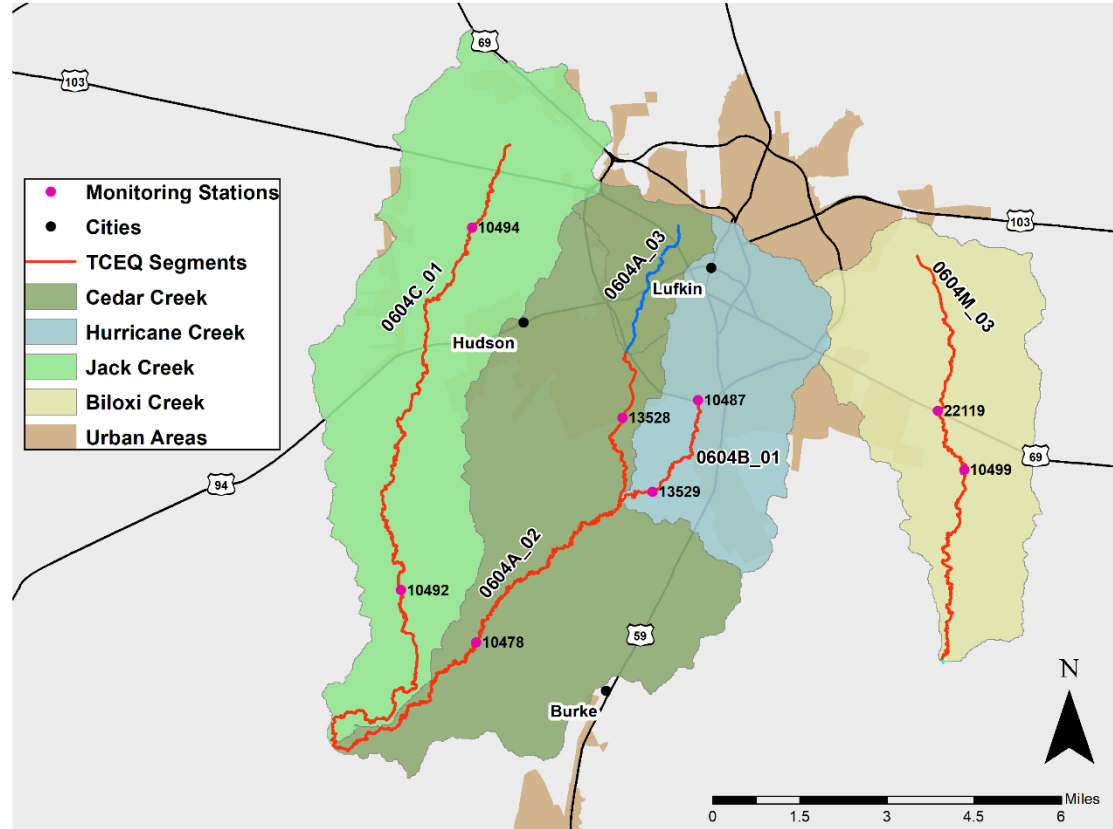 69
103
Monitoring Stations
Cities
TCEQ Segments
Cedar Creek
Hurricane Creek
Jack Creek
Biloxi Creek
Urban Areas
10494
0604C_01
0604A_03
Lufkin
103
0604M_03
Hudson
10487
22119
13528
0604B_01
69
10499
94
13529
0604A_02
10492
10478
59
Burke
N
Miles
0 1.5 3 4.5 6